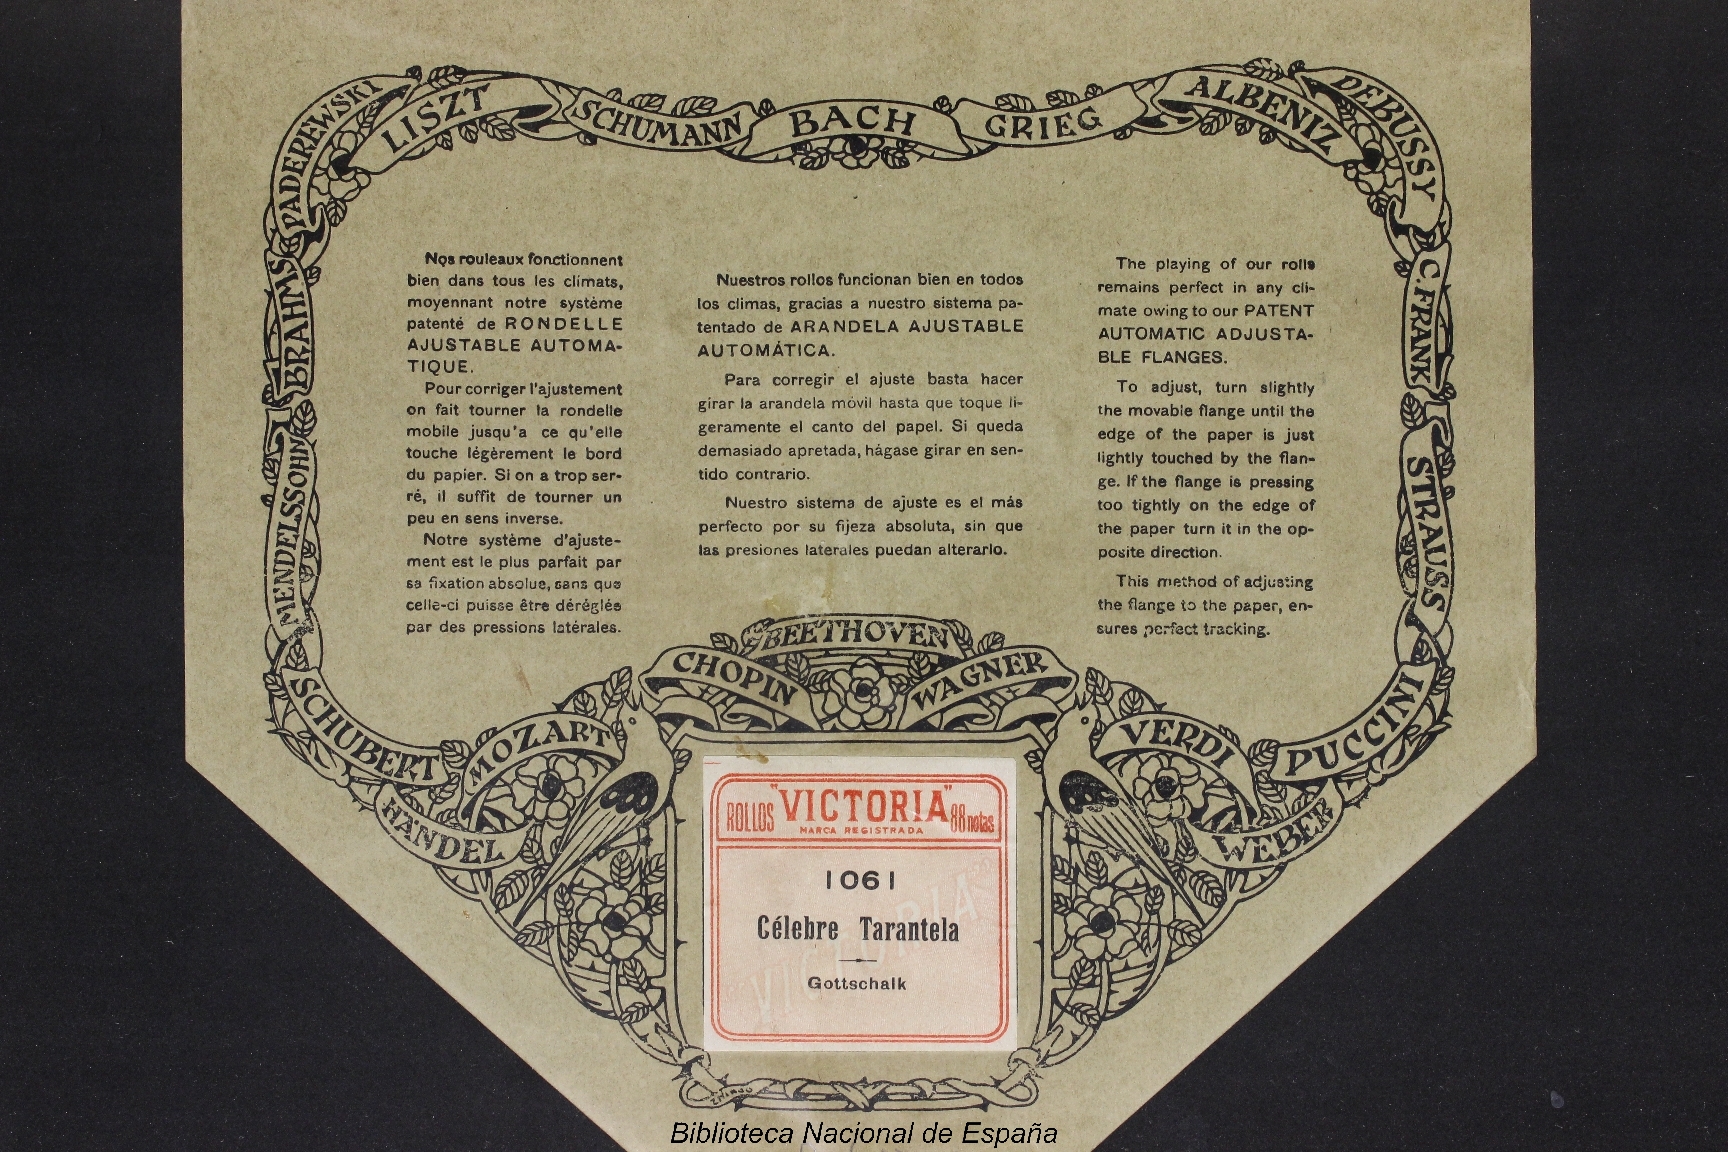 PADEREWSKI
LISZT
SCHUMANN
BACH
GRIEG
ALBENIZ
DEBUSSY
BRAHMS
C. FRANK
MENDELSSOHN
STRAUSS
Nos rouleaux fonctionnent
bien dans tous les climats,
moyennant notre système
patenté de RONDELLE
AJUSTABLE AUTOMA-
TIQUE.
Pour corriger l'ajustement
on fait tourner la rondelle
mobile jusqu'a ce qu'elle
touche légèrement le bord
du papier. Si on a trop ser-
ré, il suffit de tourner un
peu en sens inverse.
Notre système d'ajuste-
ment est le plus parfait par
sa fixation absolue, sans que
celle-ci puisse être déréglée
par des pressions latérales.
Nuestros rollos funcionan bien en todos
los climas, gracias a nuestro sistema pa-
tentado de ARANDELA AJUSTABLE
AUTOMÁTICA.
Para corregir el ajuste basta hacer
girar la arandela móvil hasta que toque li-
geramente el canto del papel. Si queda
demasiado apretada, hágase girar en sen-
tido contrario.
Nuestro sistema de ajuste es el más
perfecto por su fijeza absoluta, sin que
las presiones laterales puedan alterarlo.
The playing of our rolls
remains perfect in any cli-
mate owing to our PATENT
AUTOMATIC ADJUSTA-
BLE FLANGES.
To adjust, turn slightly
the movable flange until the
edge of the paper is just
lightly touched by the flan-
ge. If the flange is pressing
too tightly on the edge of
the paper turn it in the op-
posite direction.
This method of adjusting
the flange to the paper, en-
sures perfect tracking.
BEETHOVEN
CHOPIN
WAGNER
SCHUBERT
MOZART
VERDI
PUCCINI
HÄNDEL
WEBER
ROLLOS "VICTORIA" 88 notas
MARCA REGISTRADA
1061
Célebre Tarantela
Gottschalk
VICTORIA
Biblioteca Nacional de España